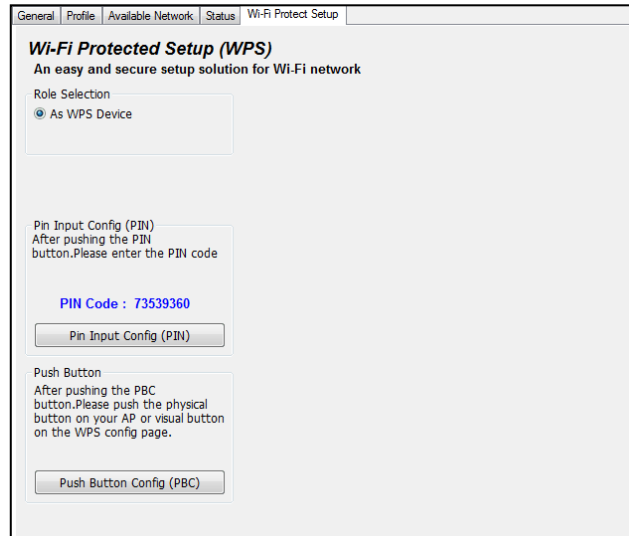 General Profile Available Network Status Wi-Fi Protect Setup
Wi-Fi Protected Setup (WPS)
An easy and secure setup solution for Wi-Fi network
Role Selection
As WPS Device
Pin Input Config (PIN)
After pushing the PIN
button.Please enter the PIN code
PIN Code : 73539360
Pin Input Config (PIN)
Push Button
After pushing the PBC
button.Please push the physical
button on your AP or visual button
on the WPS config page.
Push Button Config (PBC)